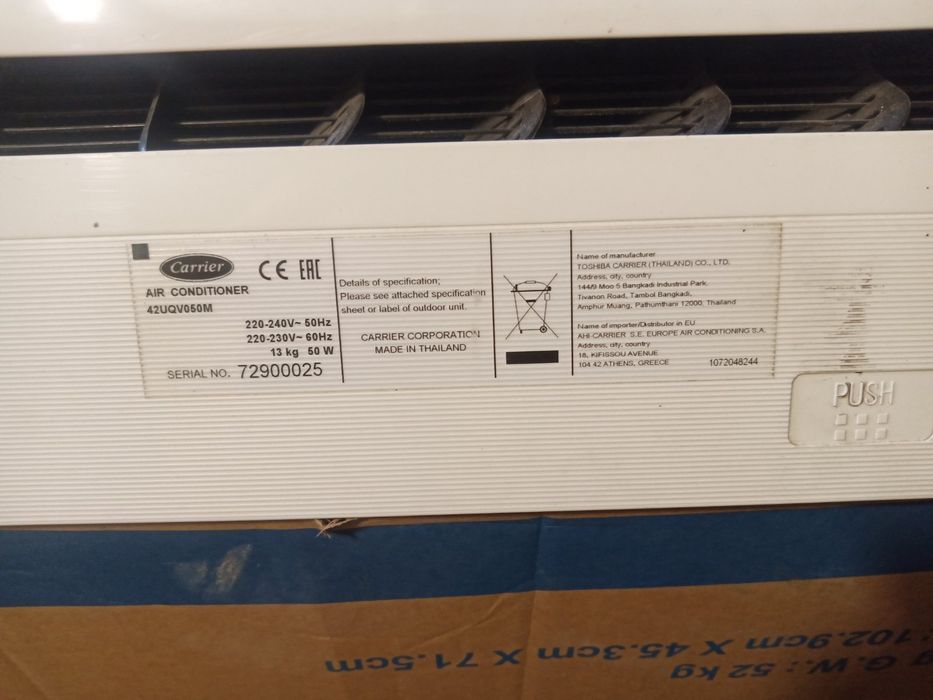 Carrier
CE EAC
AIR CONDITIONER
42UQV050M
220-240V~ 50Hz
220-230V~ 60Hz
13 kg 50 W
SERIAL NO. 72900025
Details of specification;
Please see attached specification
sheet or label of outdoor unit.
CARRIER CORPORATION
MADE IN THAILAND
Name of manufacturer
TOSHIBA CARRIER (THAILAND) CO., LTD.
Address, city, country
144/9 Moo 5 Bangkadi Industrial Park.
Tivanon Road, Tambol Bangkadi,
Amphur Muang, Pathumthani 12000, Thailand
Name of importer/Distributor in EU
AHI-CARRIER S.E. EUROPE AIR CONDITIONING S.A.
Address, city, country
18, KIFISSOU AVENUE
104 42 ATHENS, GREECE 1072048244
PUSH
G.W.: 52 kg
102.9cm X 45.3cm X 71.5cm